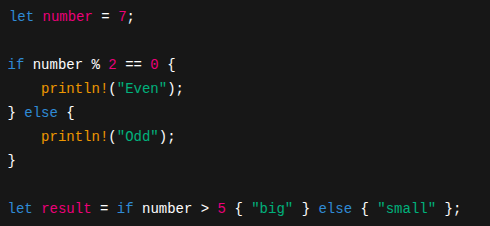 let number = 7;

if number % 2 == 0 {
    println!("Even");
} else {
    println!("Odd");
}

let result = if number > 5 { "big" } else { "small" };